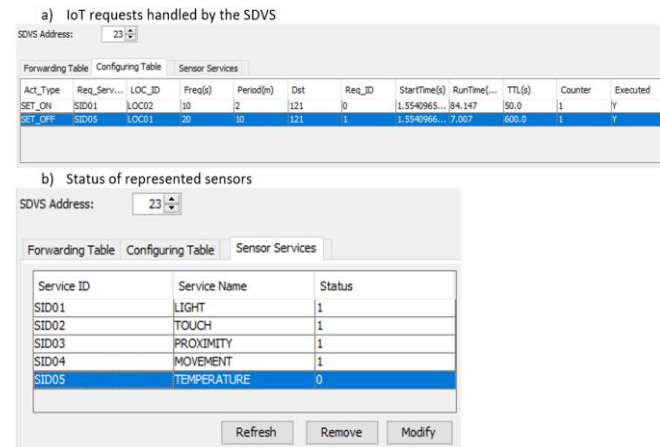 a) IoT requests handled by the SDVS
SDVS Address: 23
Forwarding Table Configuring Table Sensor Services
Act_Type Req_Serv... LOC_ID Freq(s) Period(m) Dst Req_ID StartTime(s) RunTime(... TTL(s) Counter Executed
SET_ON SID01 LOC02 10 2 121 0 1.5540965... 84.147 50.0 1 Y
SET_OFF SID05 LOC01 20 10 121 1 1.5540966... 7.007 600.0 1 Y
b) Status of represented sensors
SDVS Address: 23
Forwarding Table Configuring Table Sensor Services
Service ID Service Name Status
SID01 LIGHT 1
SID02 TOUCH 1
SID03 PROXIMITY 1
SID04 MOVEMENT 1
SID05 TEMPERATURE 0
Refresh Remove Modify